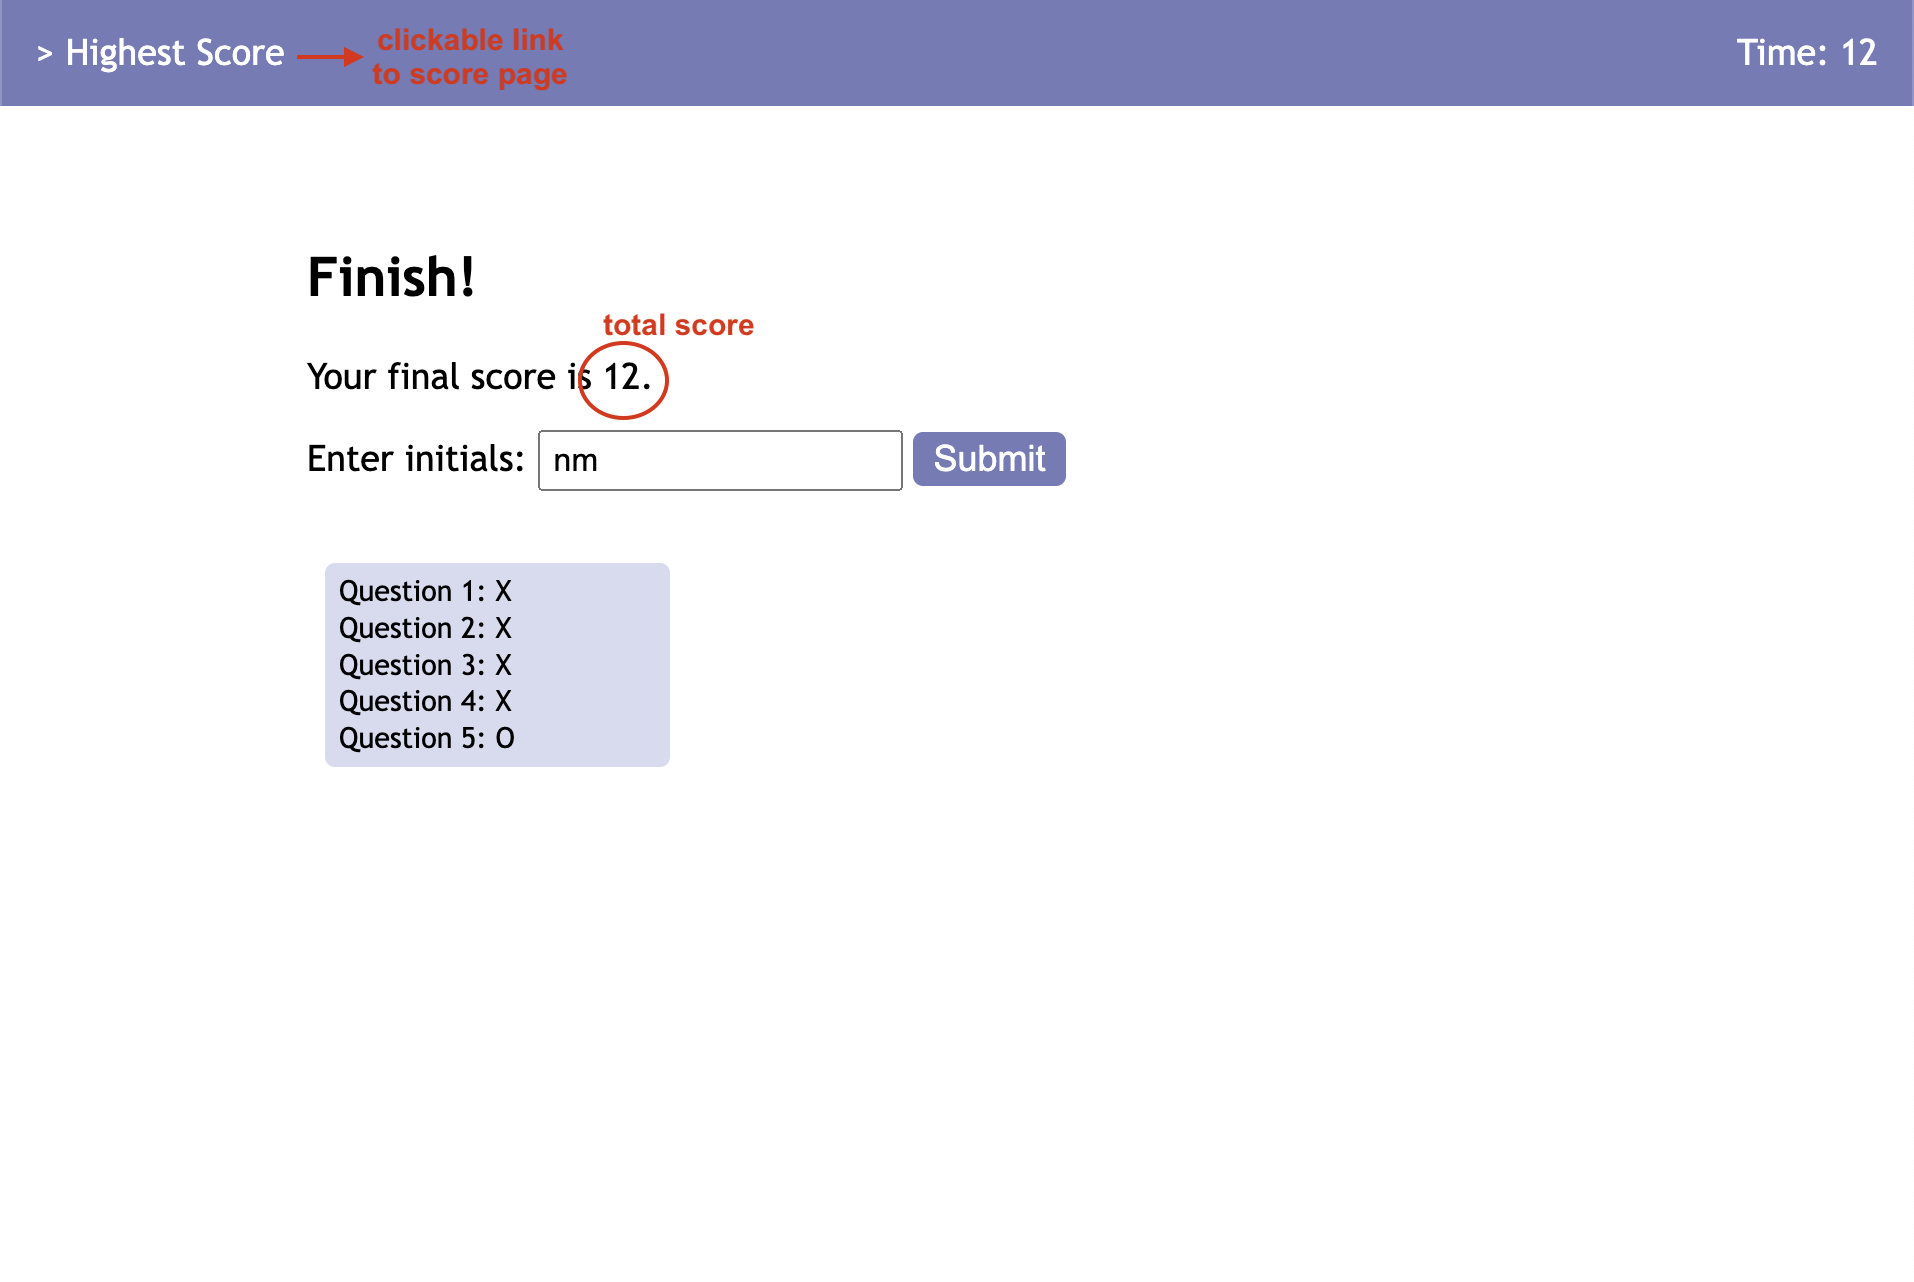 > Highest Score
clickable link
to score page
Time: 12
Finish!
total score
Your final score is 12.
Enter initials: nm Submit
Question 1: X
Question 2: X
Question 3: X
Question 4: X
Question 5: O